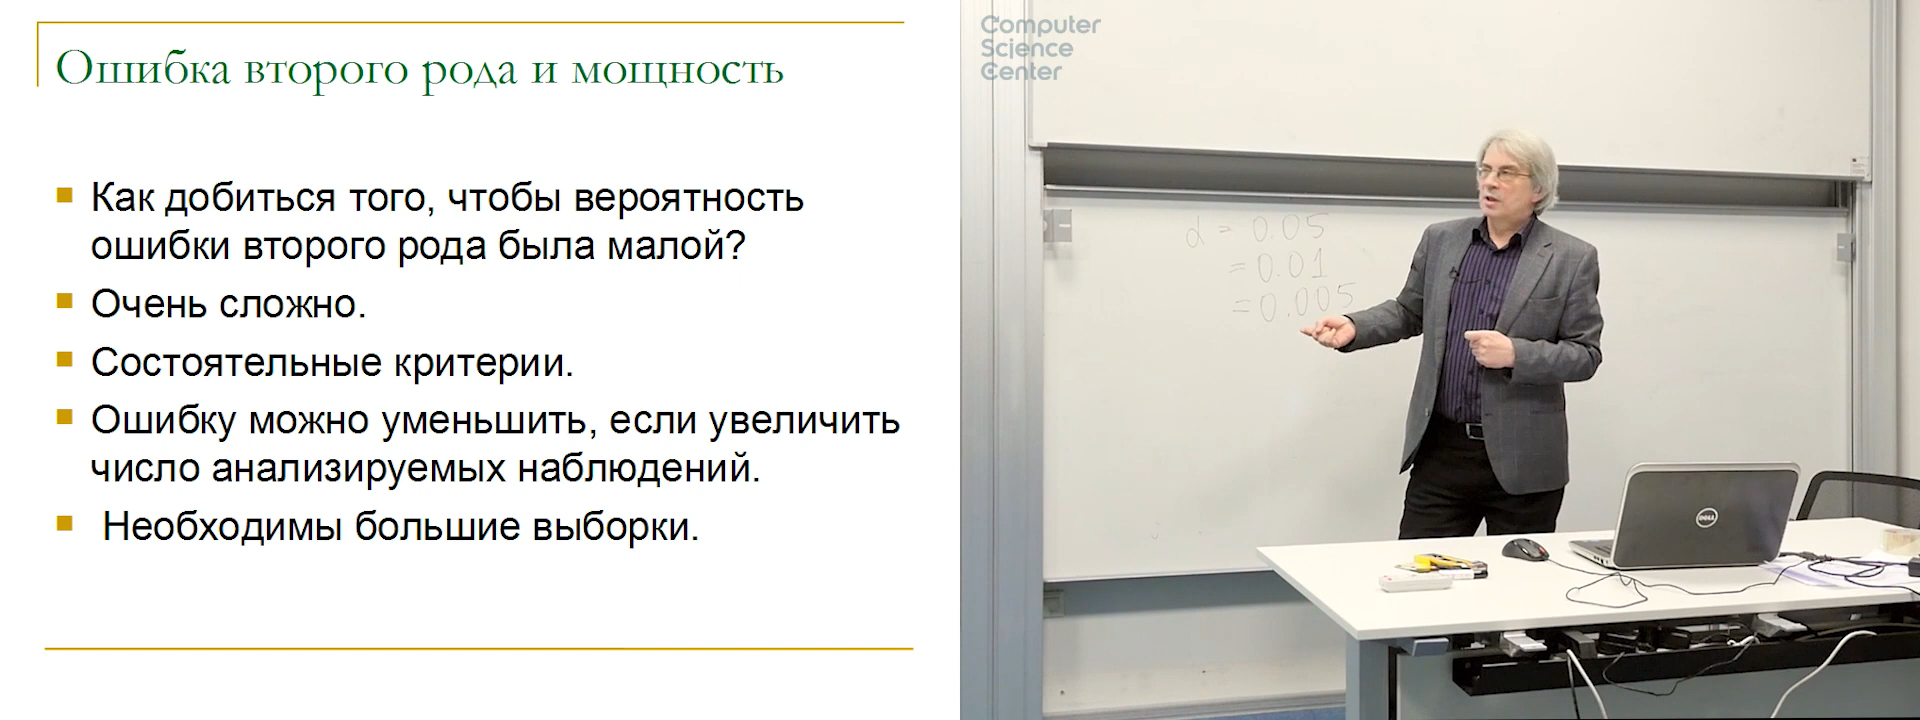 Ошибка второго рода и мощность
Как добиться того, чтобы вероятность
ошибки второго рода была малой?
Очень сложно.
Состоятельные критерии.
Ошибку можно уменьшить, если увеличить
число анализируемых наблюдений.
Необходимы большие выборки.
Computer
Science
Center
α = 0.05
= 0.01
= 0.005
DELL